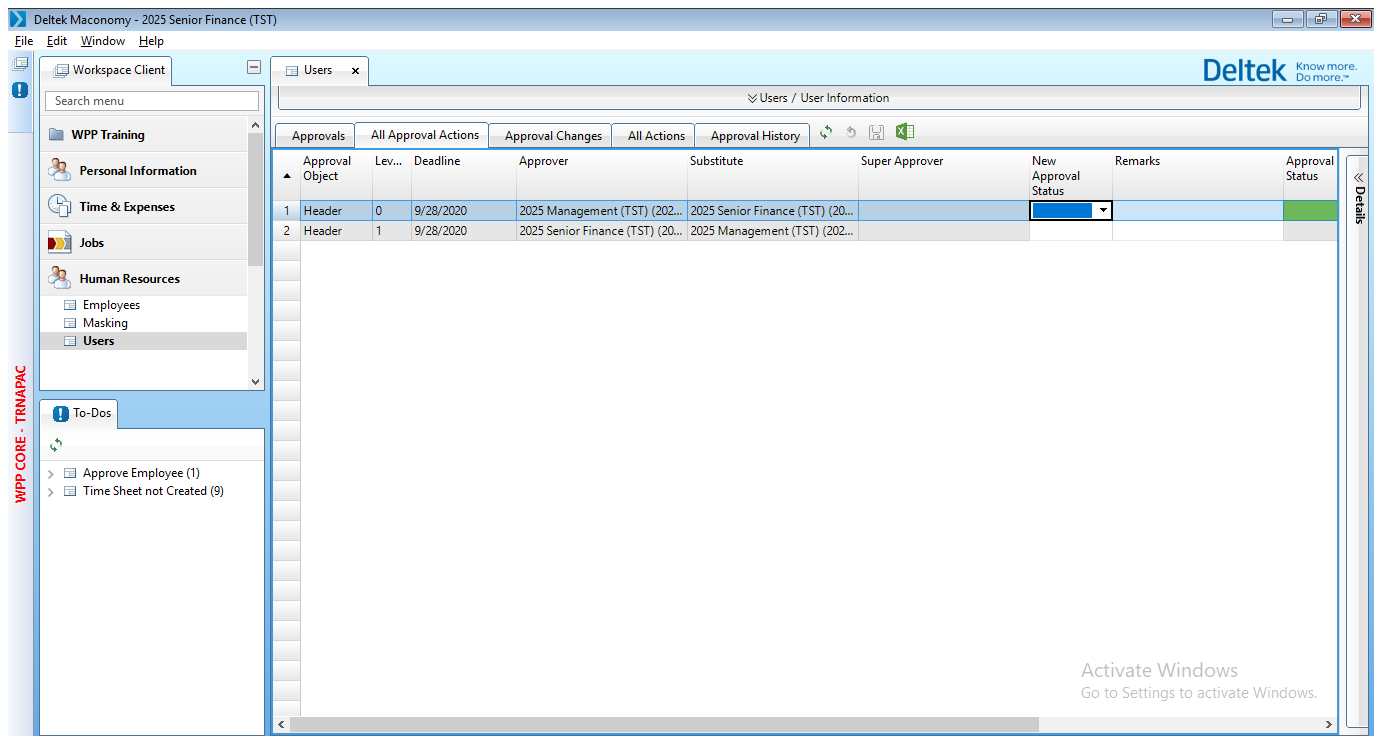 Deltek Maconomy - 2025 Senior Finance (TST)
File Edit Window Help
Workspace Client
Search menu
WPP Training
Personal Information
Time & Expenses
Jobs
Human Resources
Employees
Masking
Users
WPP CORE - TRNAPAC
To-Dos
Approve Employee (1)
Time Sheet not Created (9)
Users
Deltek Know more.
Do more.™
Users / User Information
Approvals All Approval Actions Approval Changes All Actions Approval History
Approval Object Lev... Deadline Approver Substitute Super Approver New Approval Status Remarks Approval Status
1 Header 0 9/28/2020 2025 Management (TST) (202... 2025 Senior Finance (TST) (20...
2 Header 1 9/28/2020 2025 Senior Finance (TST) (20... 2025 Management (TST) (202...
Details
Activate Windows
Go to Settings to activate Windows.